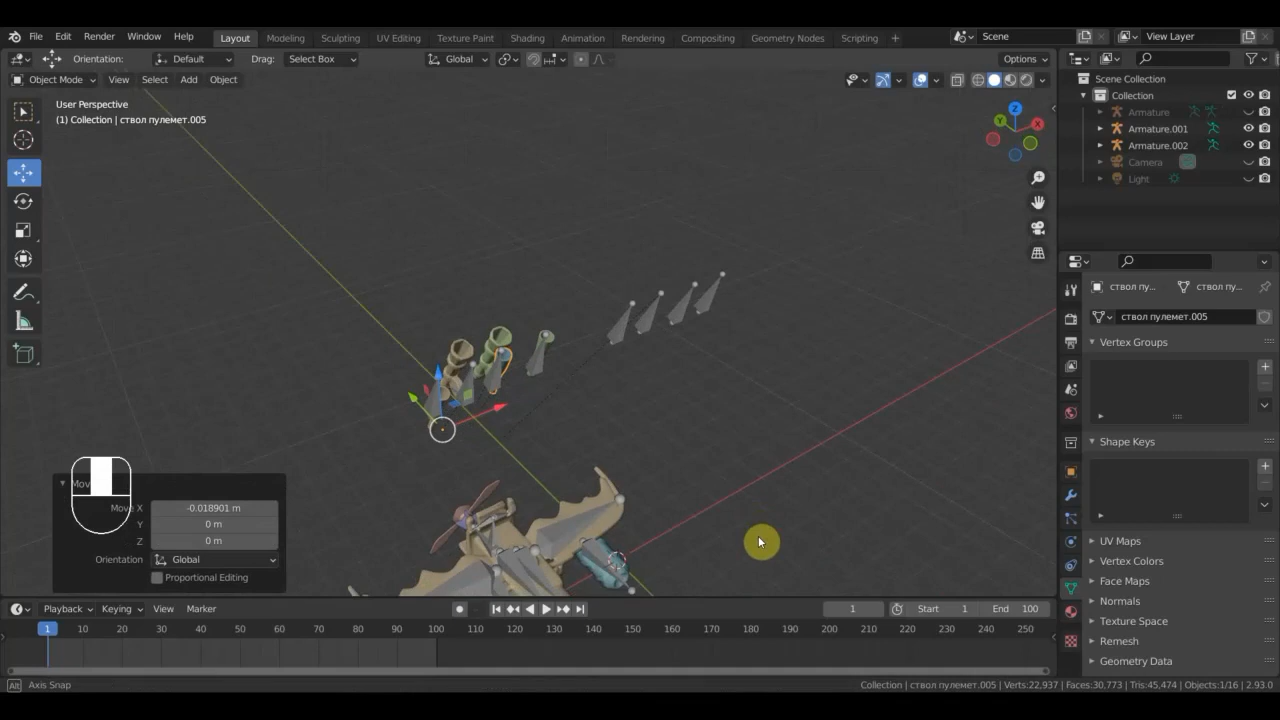 File Edit Render Window Help Layout Modeling Sculpting UV Editing Texture Paint Shading Animation Rendering Compositing Geometry Nodes Scripting + Scene View Layer
Orientation: Default Drag: Select Box Global Options
Object Mode View Select Add Object
User Perspective
(1) Collection | ствол пулемет.005
Z
Y
X
Scene Collection
Collection
Armature
Armature.001
Armature.002
Camera
Light
ствол пу... ствол пу...
ствол пулемет.005
Vertex Groups
Shape Keys
UV Maps
Vertex Colors
Face Maps
Normals
Texture Space
Remesh
Geometry Data
Mov
Move X -0.018901 m
Y 0 m
Z 0 m
Orientation Global
Proportional Editing
Playback Keying View Marker 1 Start 1 End 100
1 10 20 30 40 50 60 70 80 90 100 110 120 130 140 150 160 170 180 190 200 210 220 230 240 250
Alt Axis Snap Collection | ствол пулемет.005 | Verts:22,937 | Faces:30,773 | Tris:45,474 | Objects:1/16 | 2.93.0